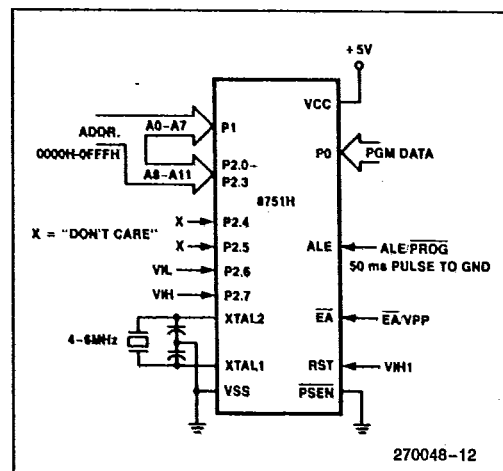 +5V
VCC
A0-A7
P1
ADDR.
0000H-0FFFH
P0
PGM DATA
P2.0-
P2.3
A8-A11
8751H
X
P2.4
X = "DON'T CARE"
X
P2.5
ALE
ALE/PROG
50 ms PULSE TO GND
VIL
P2.6
VIH
P2.7
XTAL2
EA
EA/VPP
4-6MHz
XTAL1
RST
VIH1
VSS
PSEN
270048-12